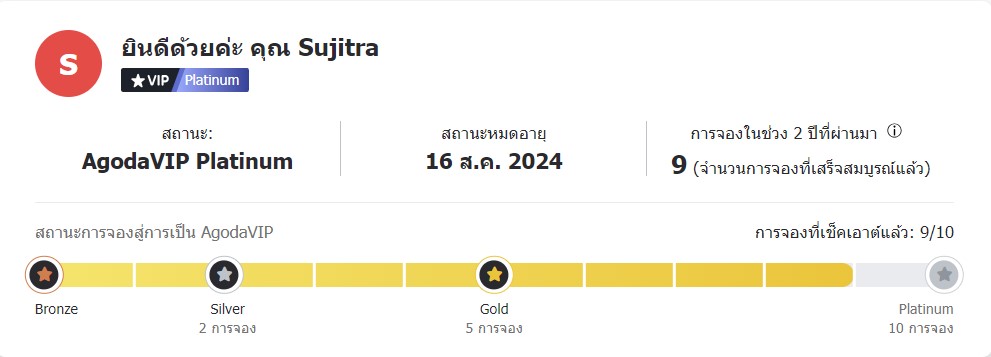 S
ยินดีด้วยค่ะ คุณ Sujitra
VIP Platinum
สถานะ:
AgodaVIP Platinum
สถานะหมดอายุ
16 ส.ค. 2024
การจองในช่วง 2 ปีที่ผ่านมา
9 (จำนวนการจองที่เสร็จสมบูรณ์แล้ว)
สถานะการจองสู่การเป็น AgodaVIP
การจองที่เช็คเอาต์แล้ว: 9/10
Bronze
Silver
2 การจอง
Gold
5 การจอง
Platinum
10 การจอง